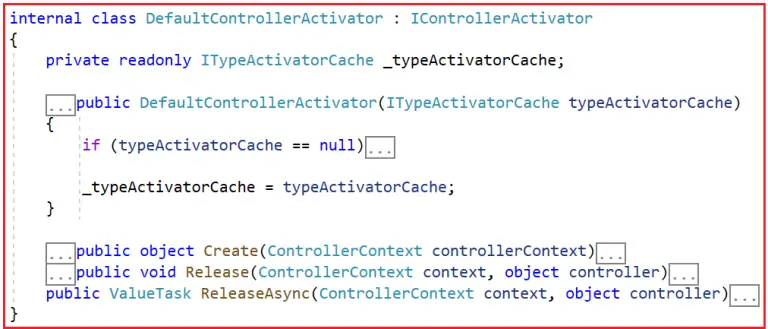 internal class DefaultControllerActivator : IControllerActivator
{
private readonly ITypeActivatorCache _typeActivatorCache;
...public DefaultControllerActivator(ITypeActivatorCache typeActivatorCache)
{
if (typeActivatorCache == null)...
_typeActivatorCache = typeActivatorCache;
}
...public object Create(ControllerContext controllerContext)...
...public void Release(ControllerContext context, object controller)...
public ValueTask ReleaseAsync(ControllerContext context, object controller)...
}